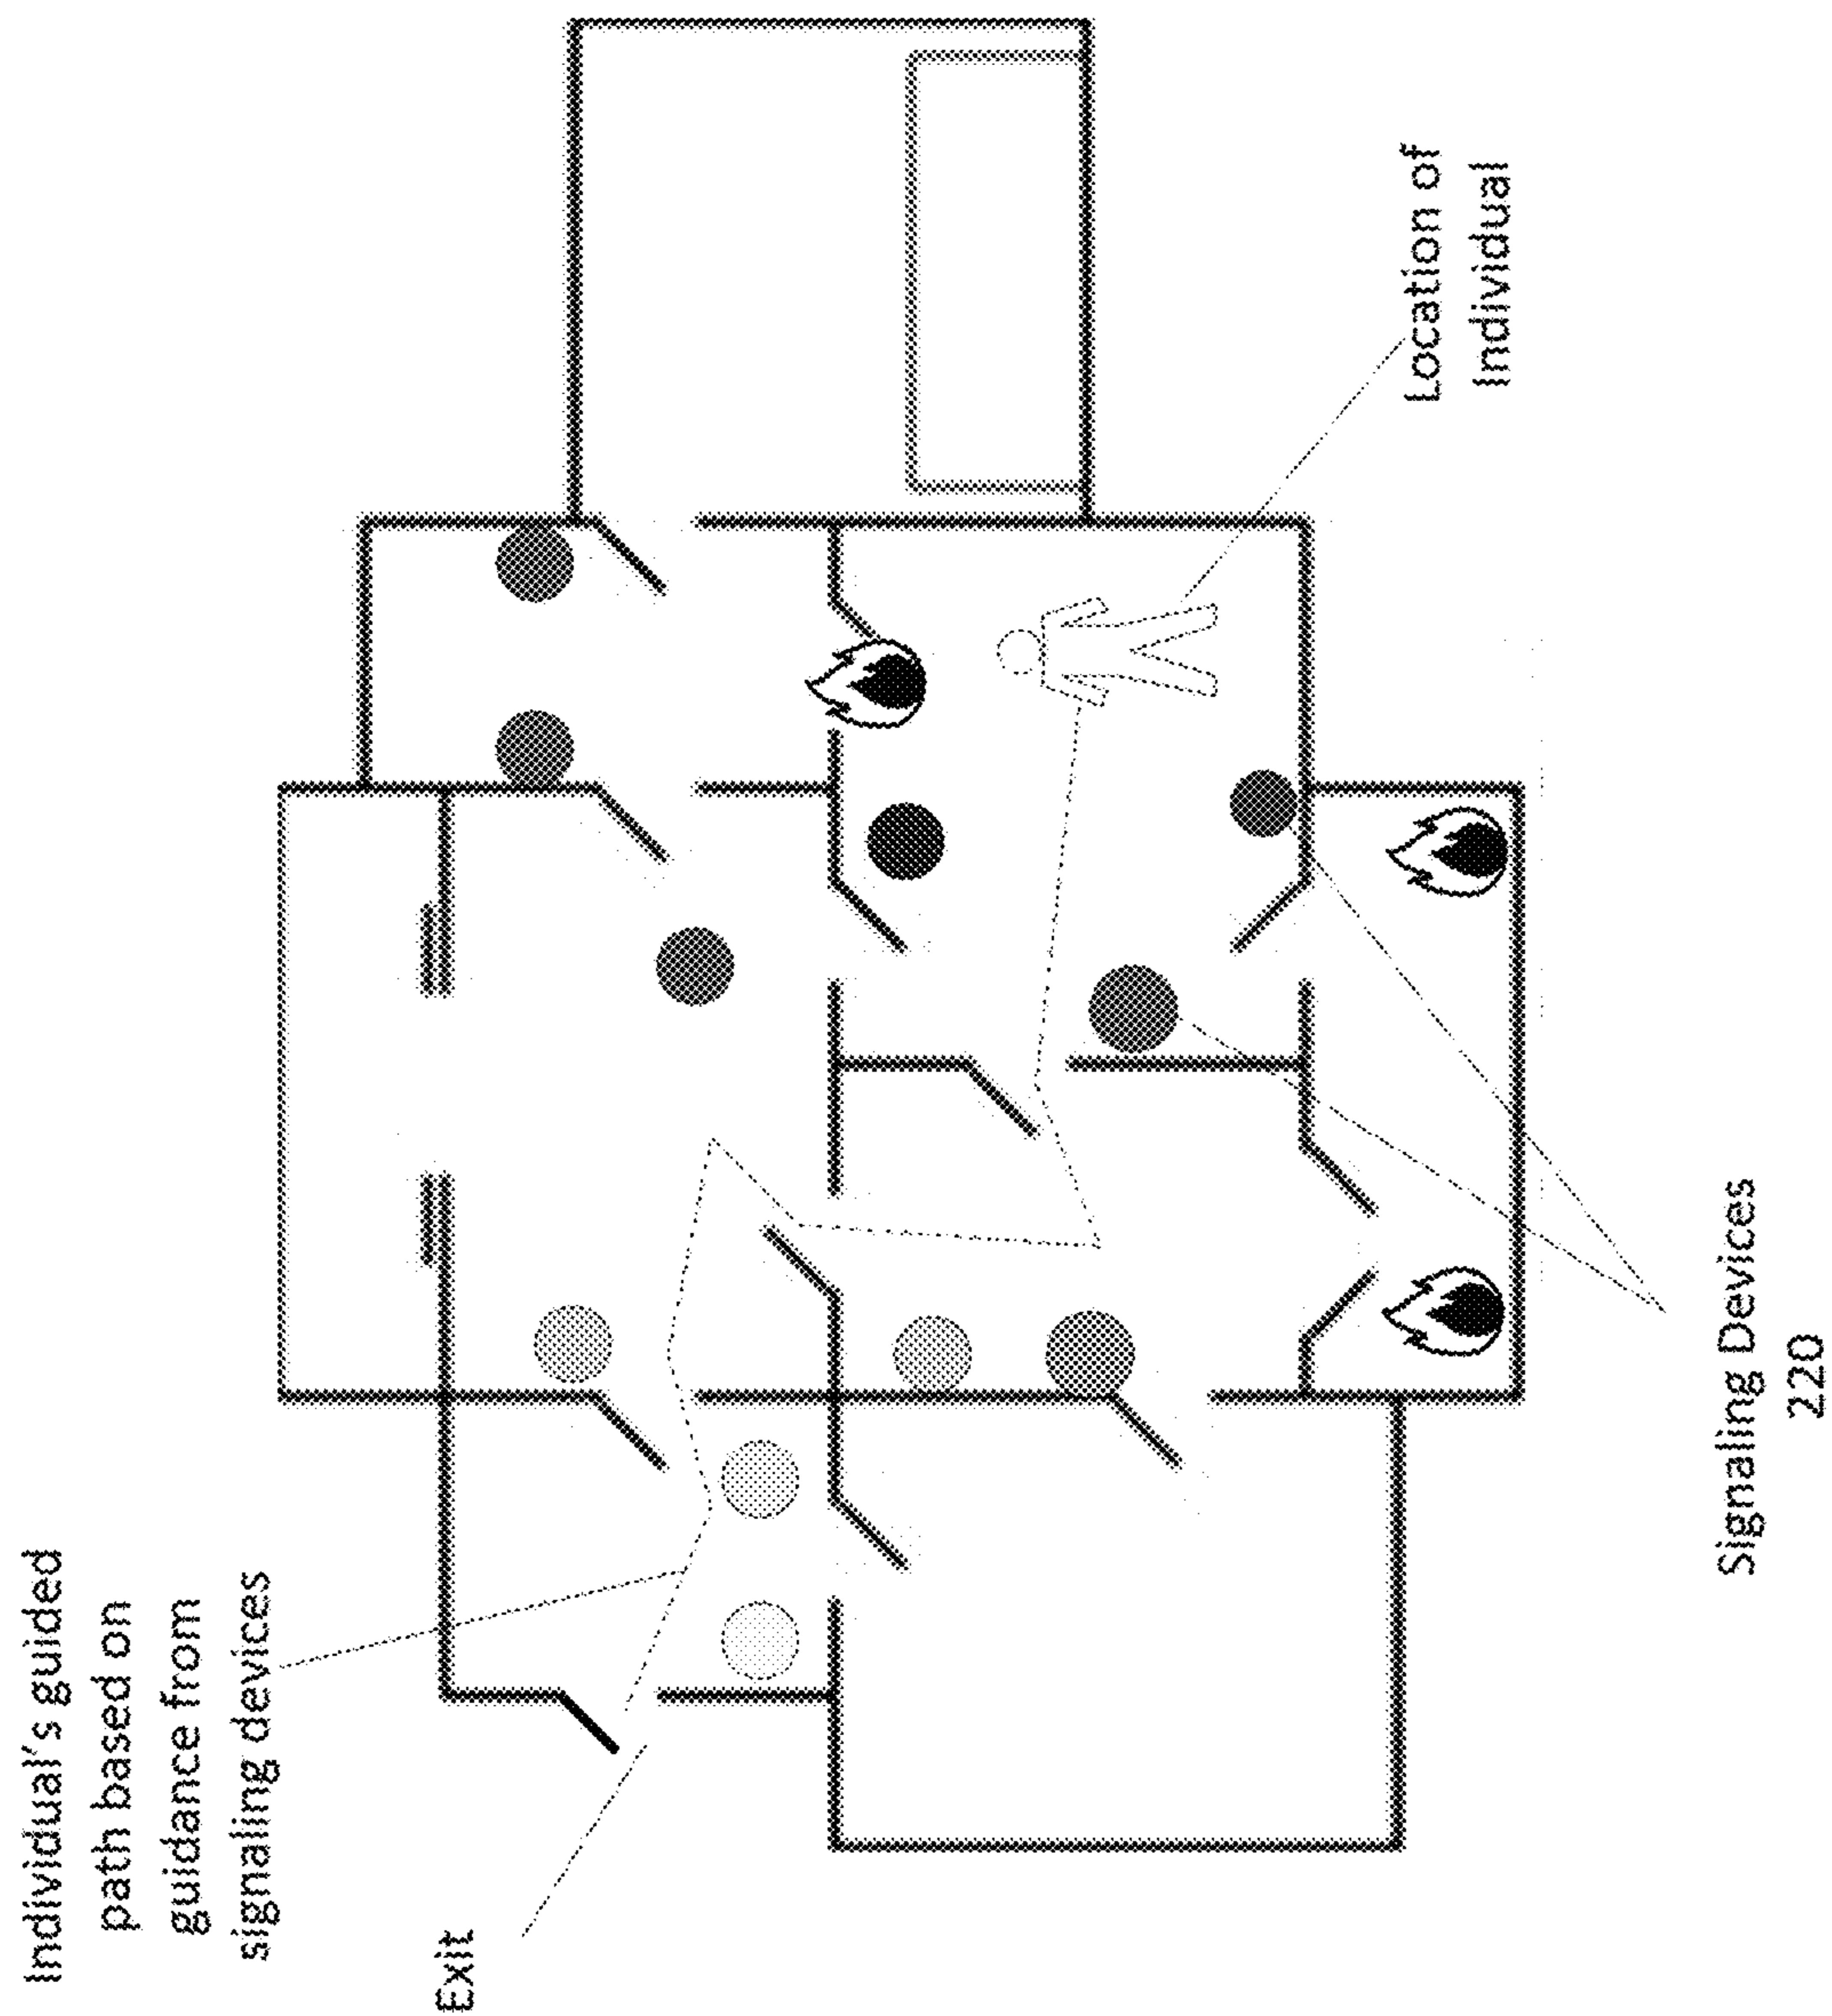 Individual's guided
path based on
guidance from
signaling devices
Exit
Location of
Individual
Signaling Devices
220